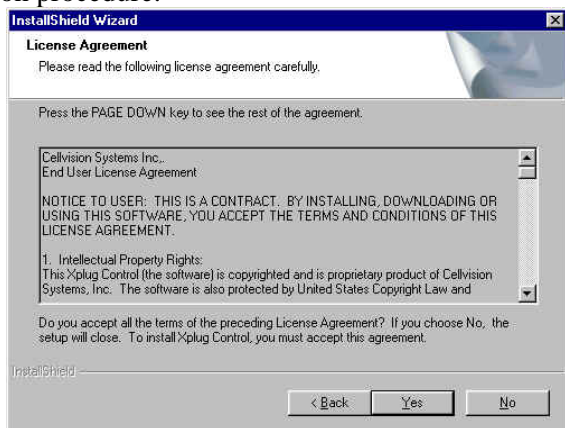 on procedure.
InstallShield Wizard
License Agreement
Please read the following license agreement carefully.
Press the PAGE DOWN key to see the rest of the agreement.
Cellvision Systems Inc,.
End User License Agreement
NOTICE TO USER: THIS IS A CONTRACT. BY INSTALLING, DOWNLOADING OR
USING THIS SOFTWARE, YOU ACCEPT THE TERMS AND CONDITIONS OF THIS
LICENSE AGREEMENT.
1. Intellectual Property Rights:
This Xplug Control (the software) is copyrighted and is proprietary product of Cellvision
Systems, Inc. The software is also protected by United States Copyright Law and
Do you accept all the terms of the preceding License Agreement? If you choose No, the
setup will close. To install Xplug Control, you must accept this agreement.
InstallShield
< Back Yes No